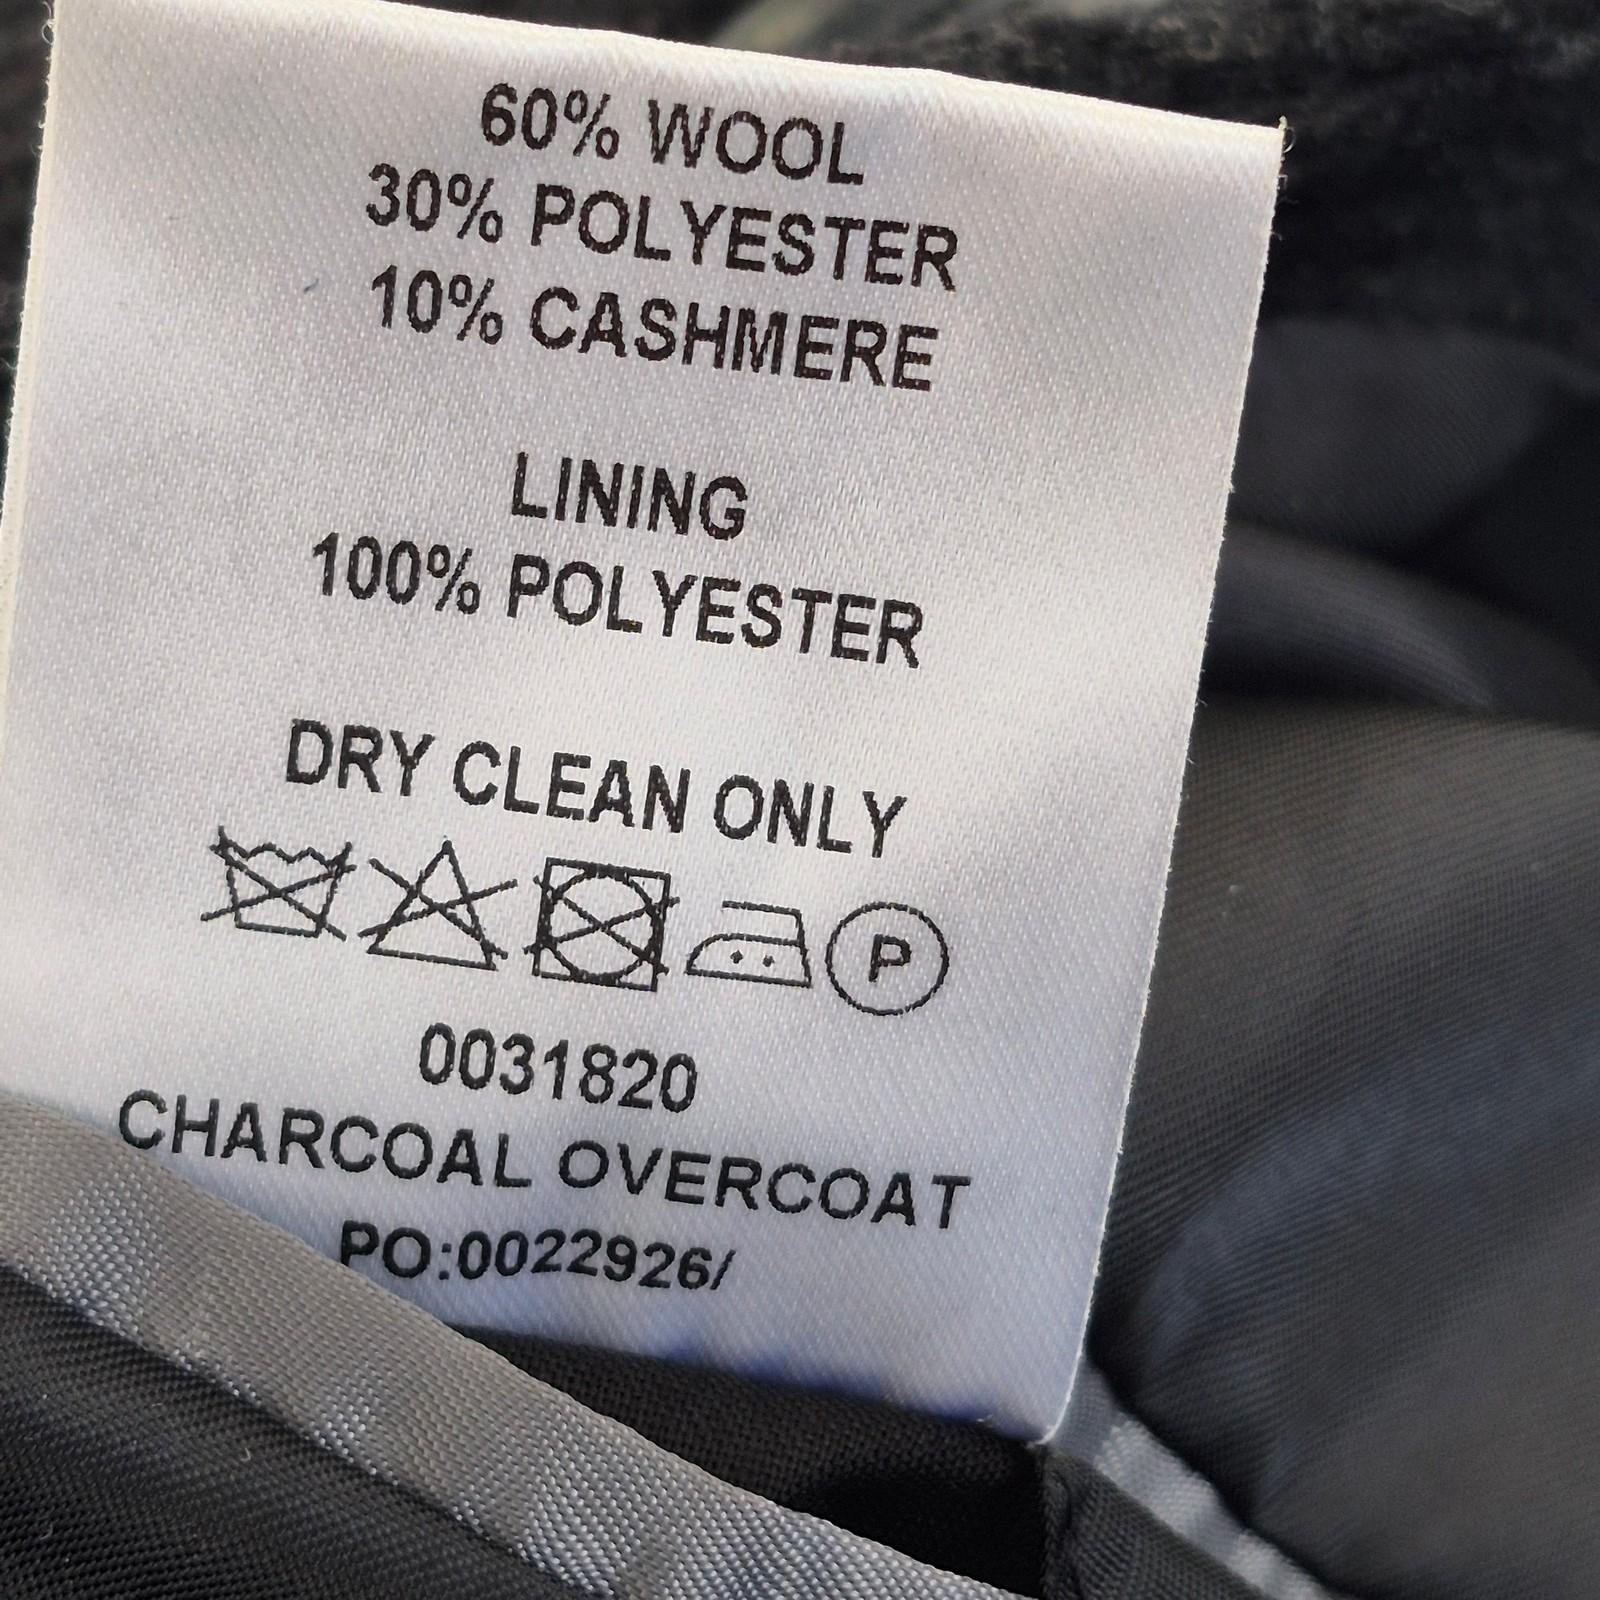 60% WOOL
30% POLYESTER
10% CASHMERE
LINING
100% POLYESTER
DRY CLEAN ONLY
P
0031820
CHARCOAL OVERCOAT
PO:0022926/